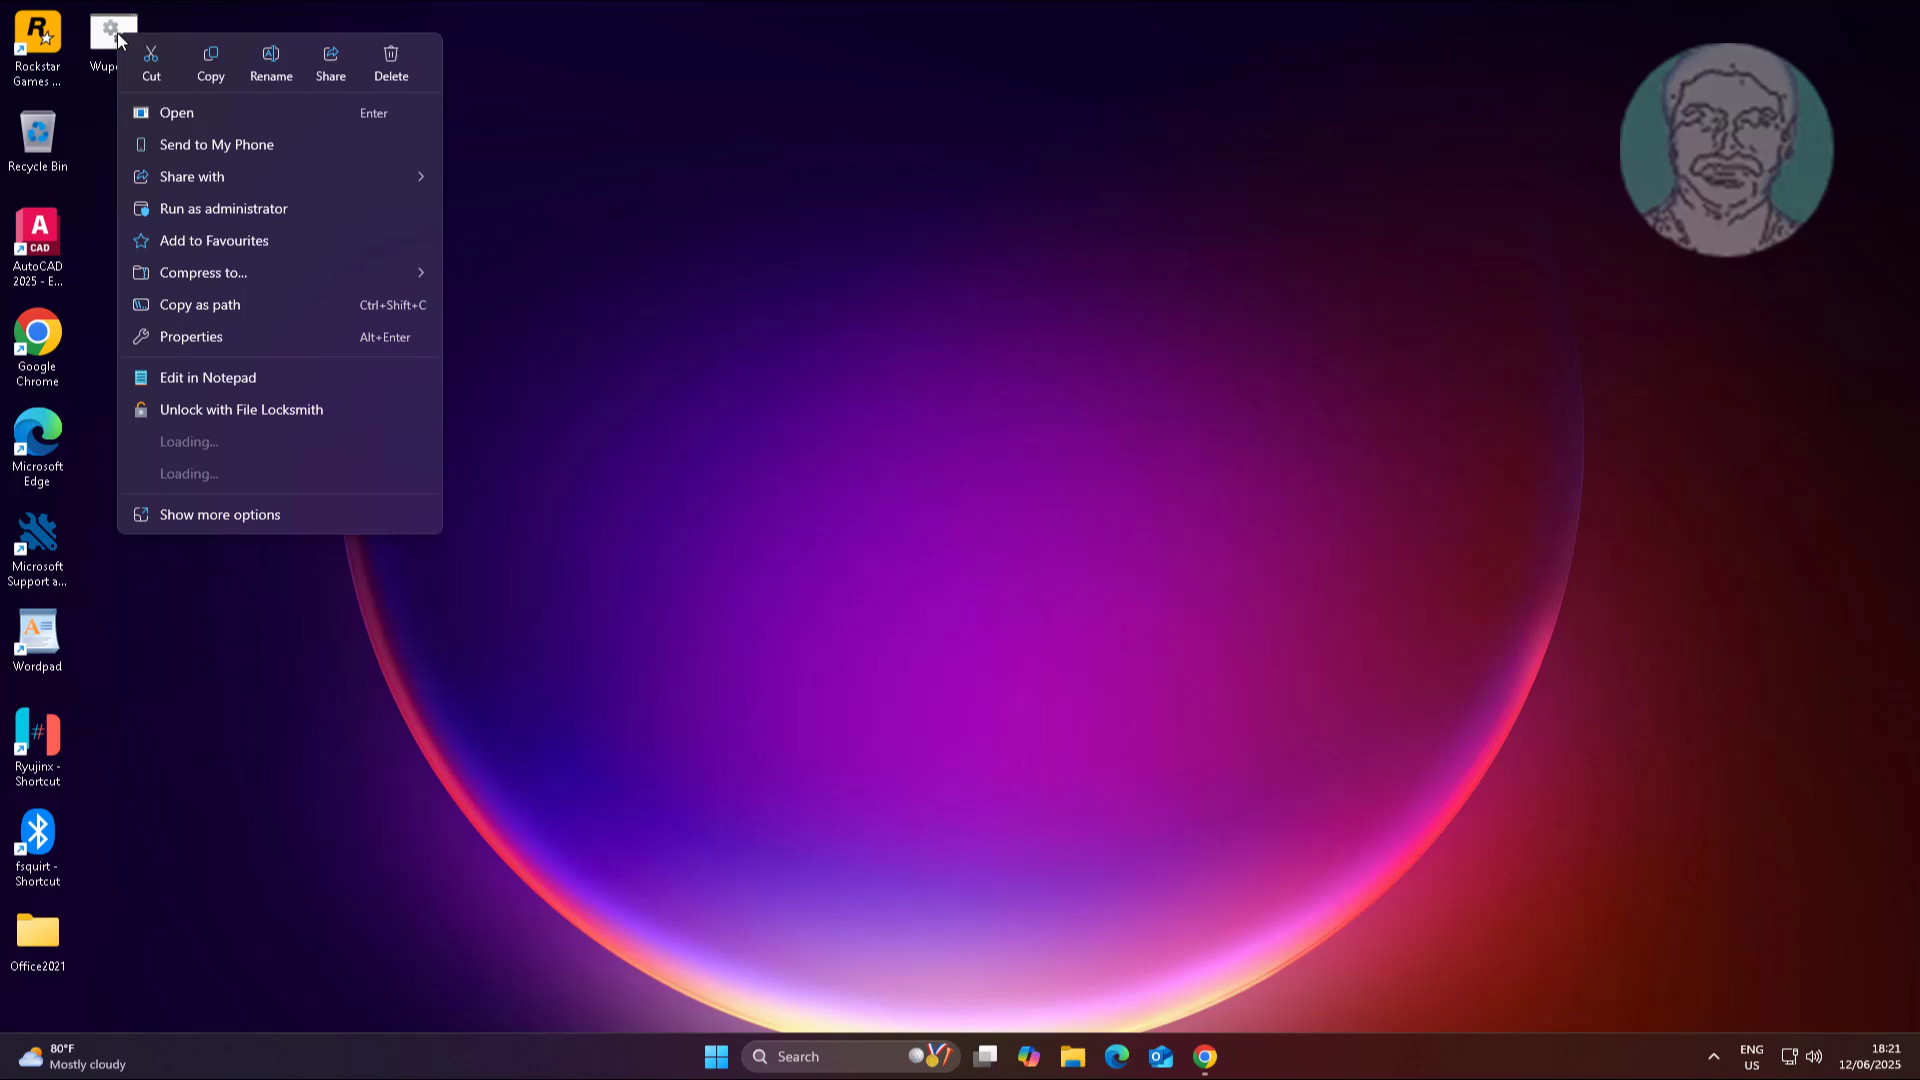 Rockstar
Games ...
Recycle Bin
A
CAD
AutoCAD
2025 - E...
Google
Chrome
Microsoft
Edge
Microsoft
Support a...
Wordpad
Ryujinx -
Shortcut
fsquirt -
Shortcut
Office2021
Cut
Copy
Rename
Share
Delete
Open Enter
Send to My Phone
Share with
Run as administrator
Add to Favourites
Compress to...
Copy as path Ctrl+Shift+C
Properties Alt+Enter
Edit in Notepad
Unlock with File Locksmith
Loading...
Loading...
Show more options
80°F
Mostly cloudy
Search
ENG
US
18:21
12/06/2025